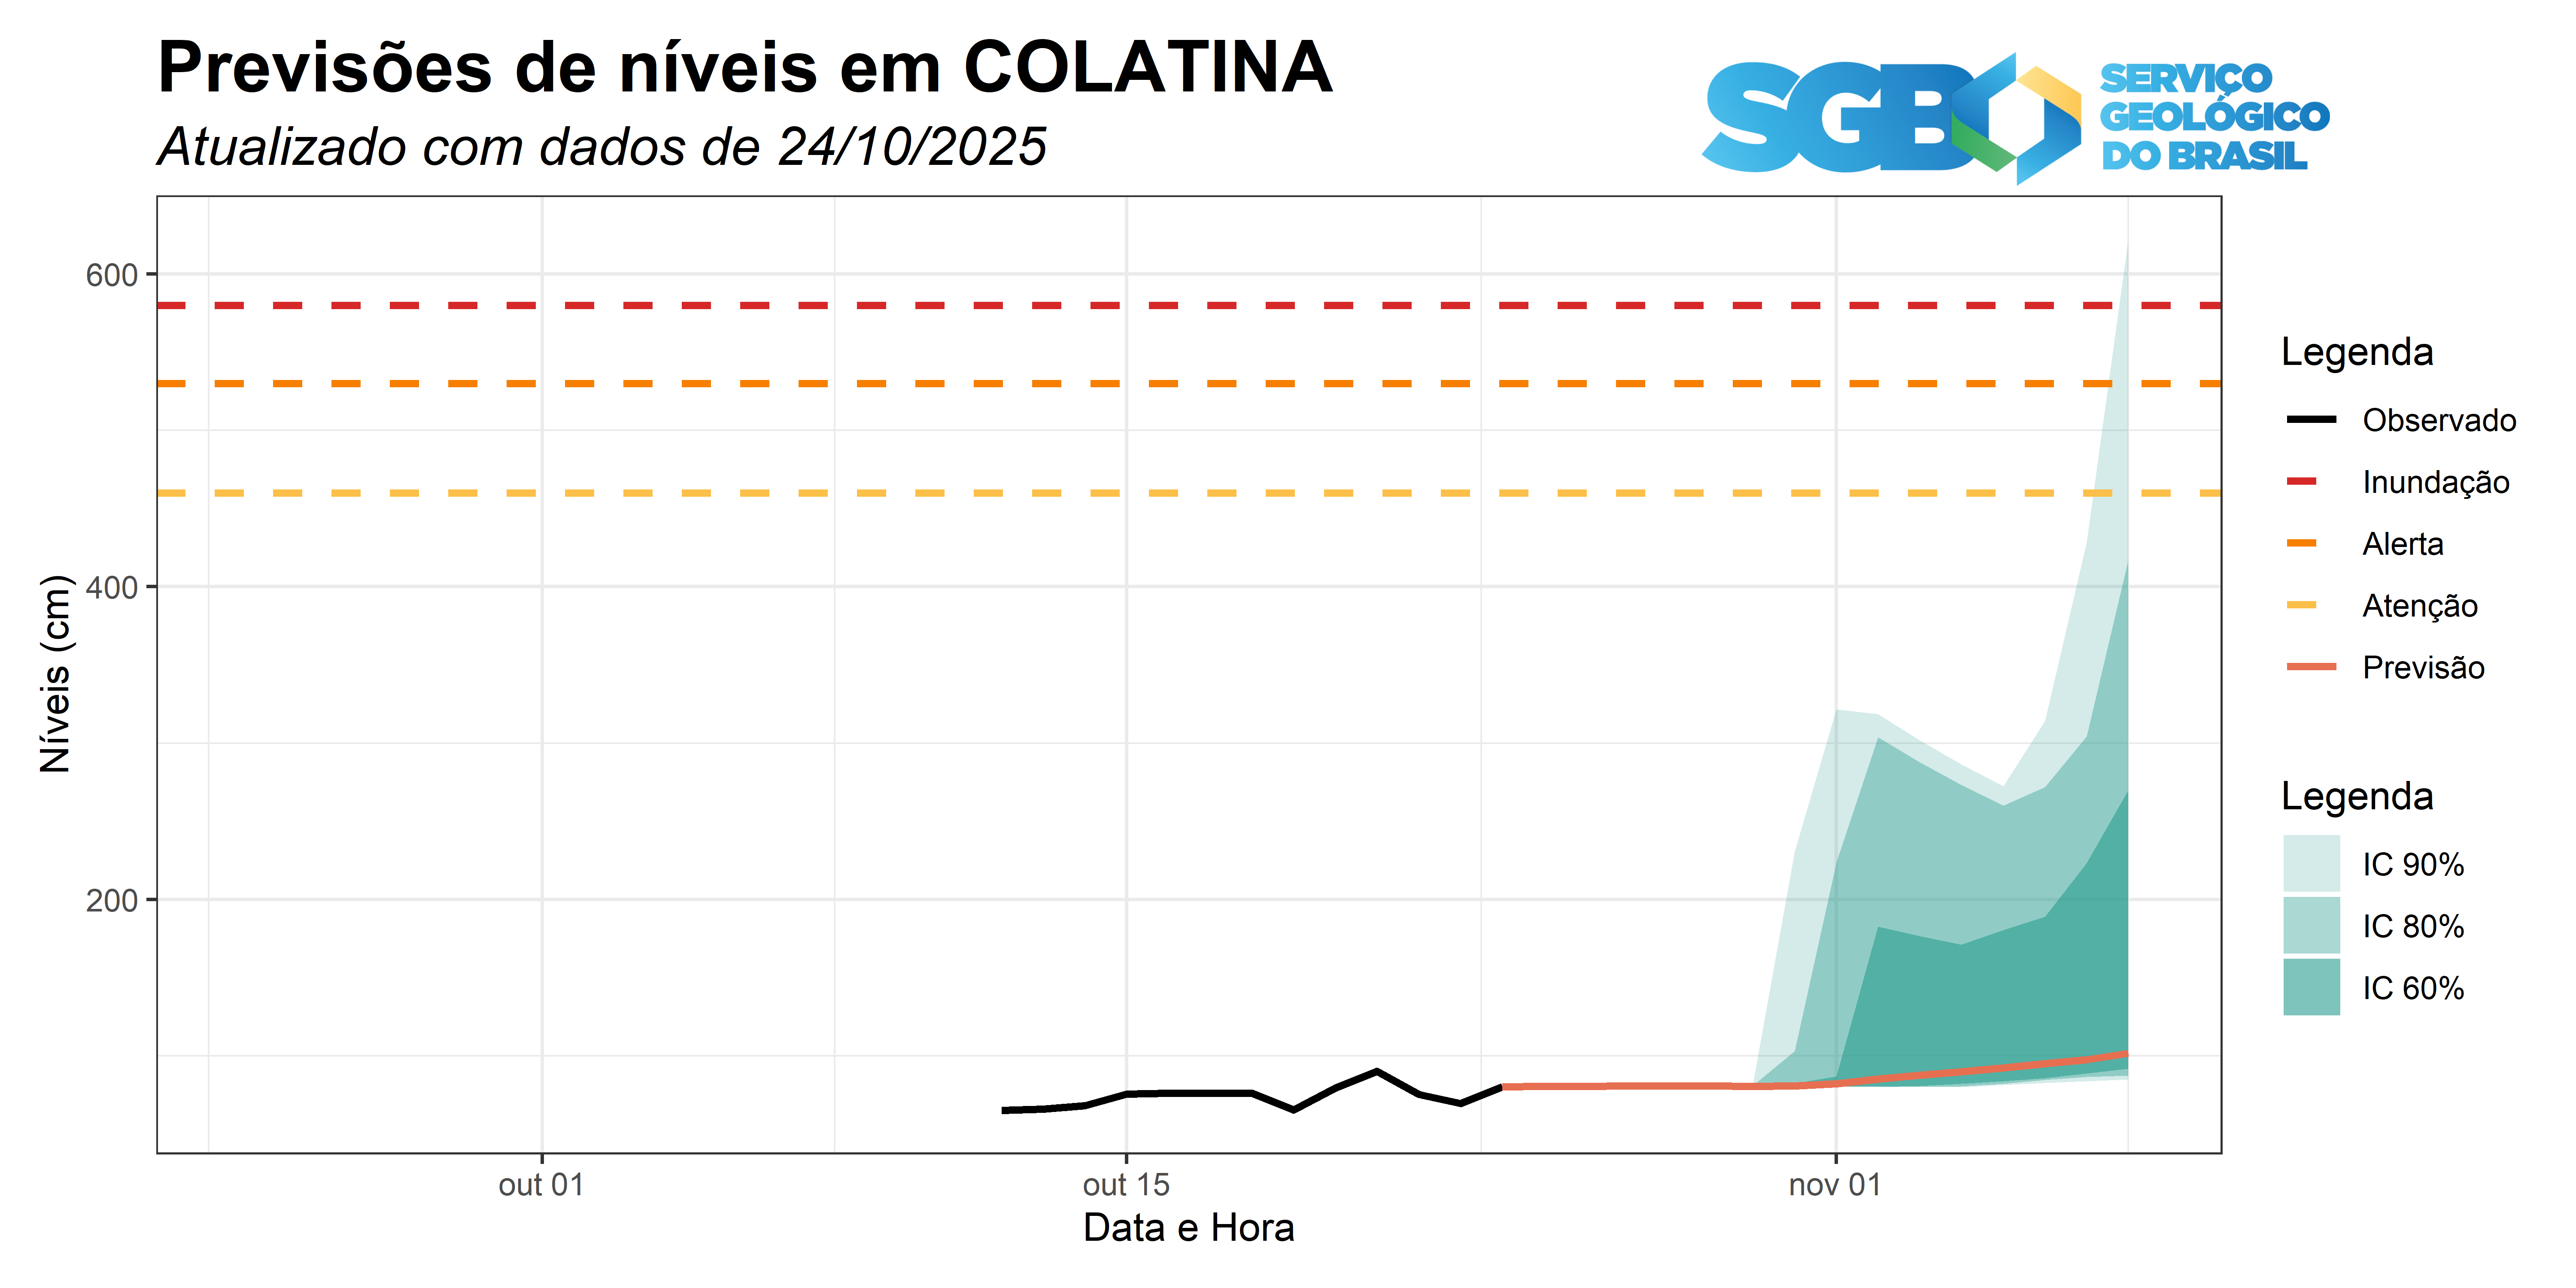 Previsões de níveis em COLATINA
Atualizado com dados de 24/10/2025
SGB
SERVIÇO
GEOLÓGICO
DO BRASIL
Níveis (cm)
600
400
200
out 01
out 15
nov 01
Data e Hora
Legenda
Observado
Inundação
Alerta
Atenção
Previsão
Legenda
IC 90%
IC 80%
IC 60%